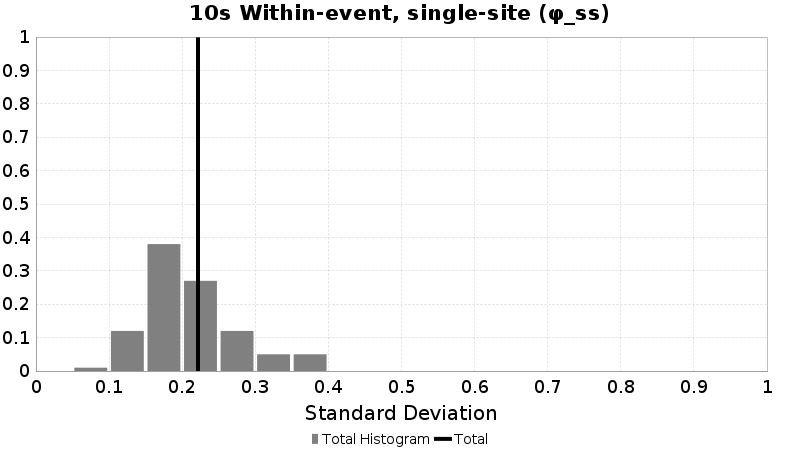 10s Within-event, single-site (φ_ss)
1
0.9
0.8
0.7
0.6
0.5
0.4
0.3
0.2
0.1
0
0 0.1 0.2 0.3 0.4 0.5 0.6 0.7 0.8 0.9 1
Standard Deviation
Total Histogram Total